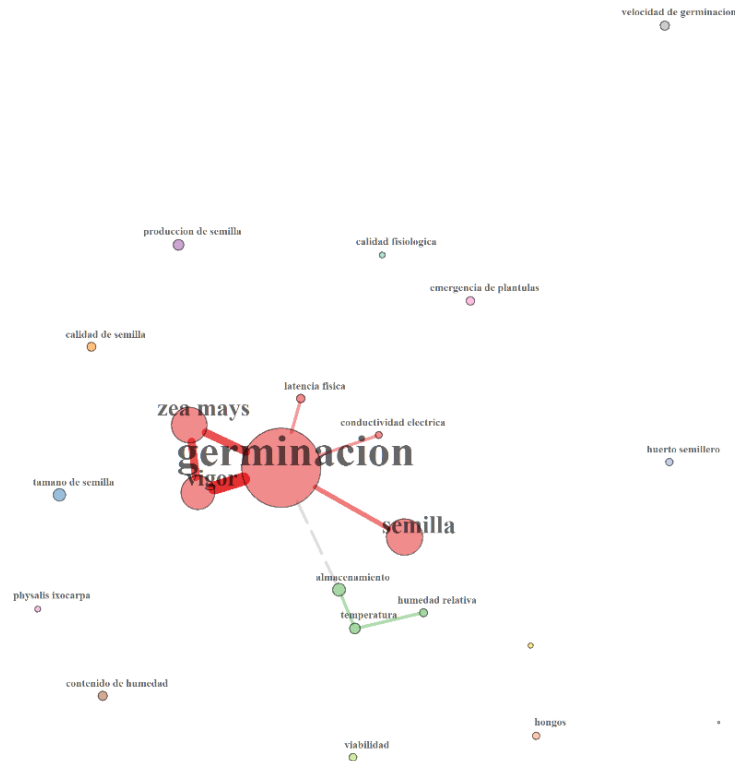 velocidad de germinacion
produccion de semilla
calidad fisiologica
emergencia de plantulas
calidad de semilla
latencia fisica
zea mays
conductividad electrica
germinacion
huerto semillero
vigor
tamano de semilla
semilla
almacenamiento
physalis ixocarpa
humedad relativa
temperatura
contenido de humedad
hongos
viabilidad